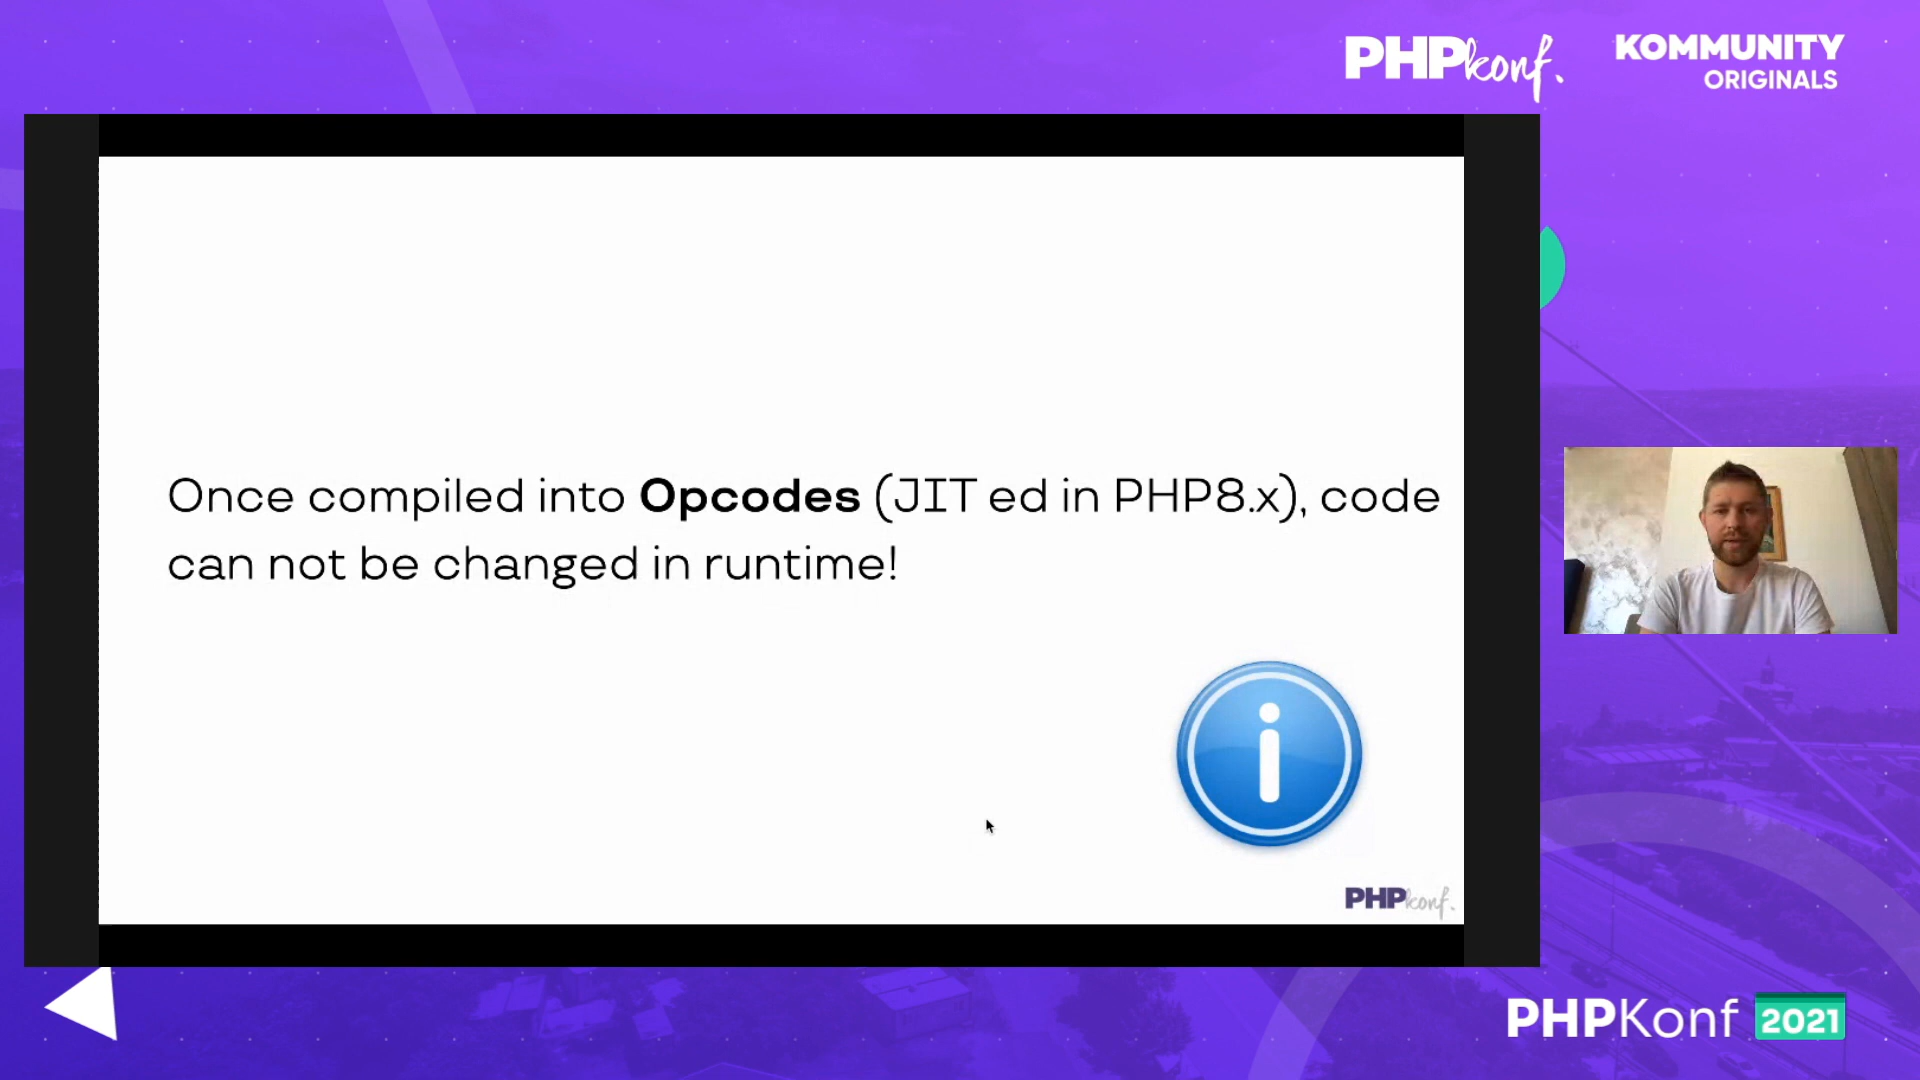 PHPkonf.
KOMMUNITY
ORIGINALS
Once compiled into Opcodes (JIT ed in PHP8.x), code
can not be changed in runtime!
i
PHPkonf.
PHPKonf 2021